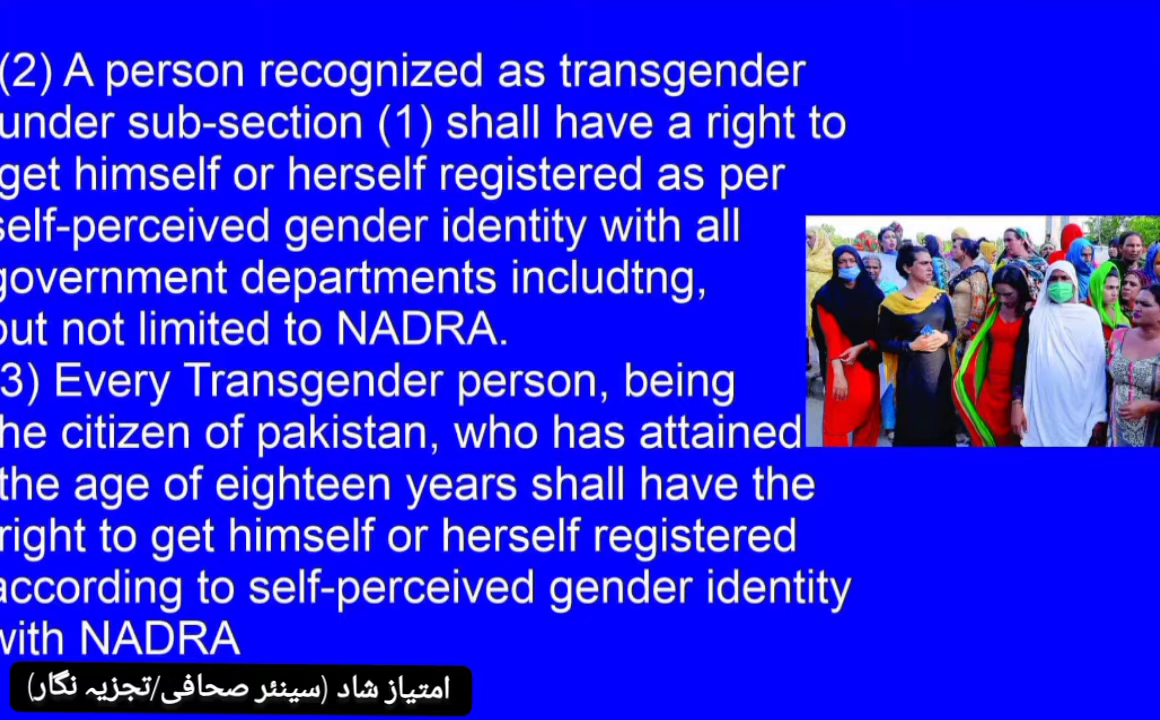 (2) A person recognized as transgender
under sub-section (1) shall have a right to
get himself or herself registered as per
self-perceived gender identity with all
government departments includtng,
but not limited to NADRA.
3) Every Transgender person, being
he citizen of pakistan, who has attained
the age of eighteen years shall have the
right to get himself or herself registered
according to self-perceived gender identity
with NADRA
امتیاز شاد (سینئر صحافی/تجزیہ نگار)